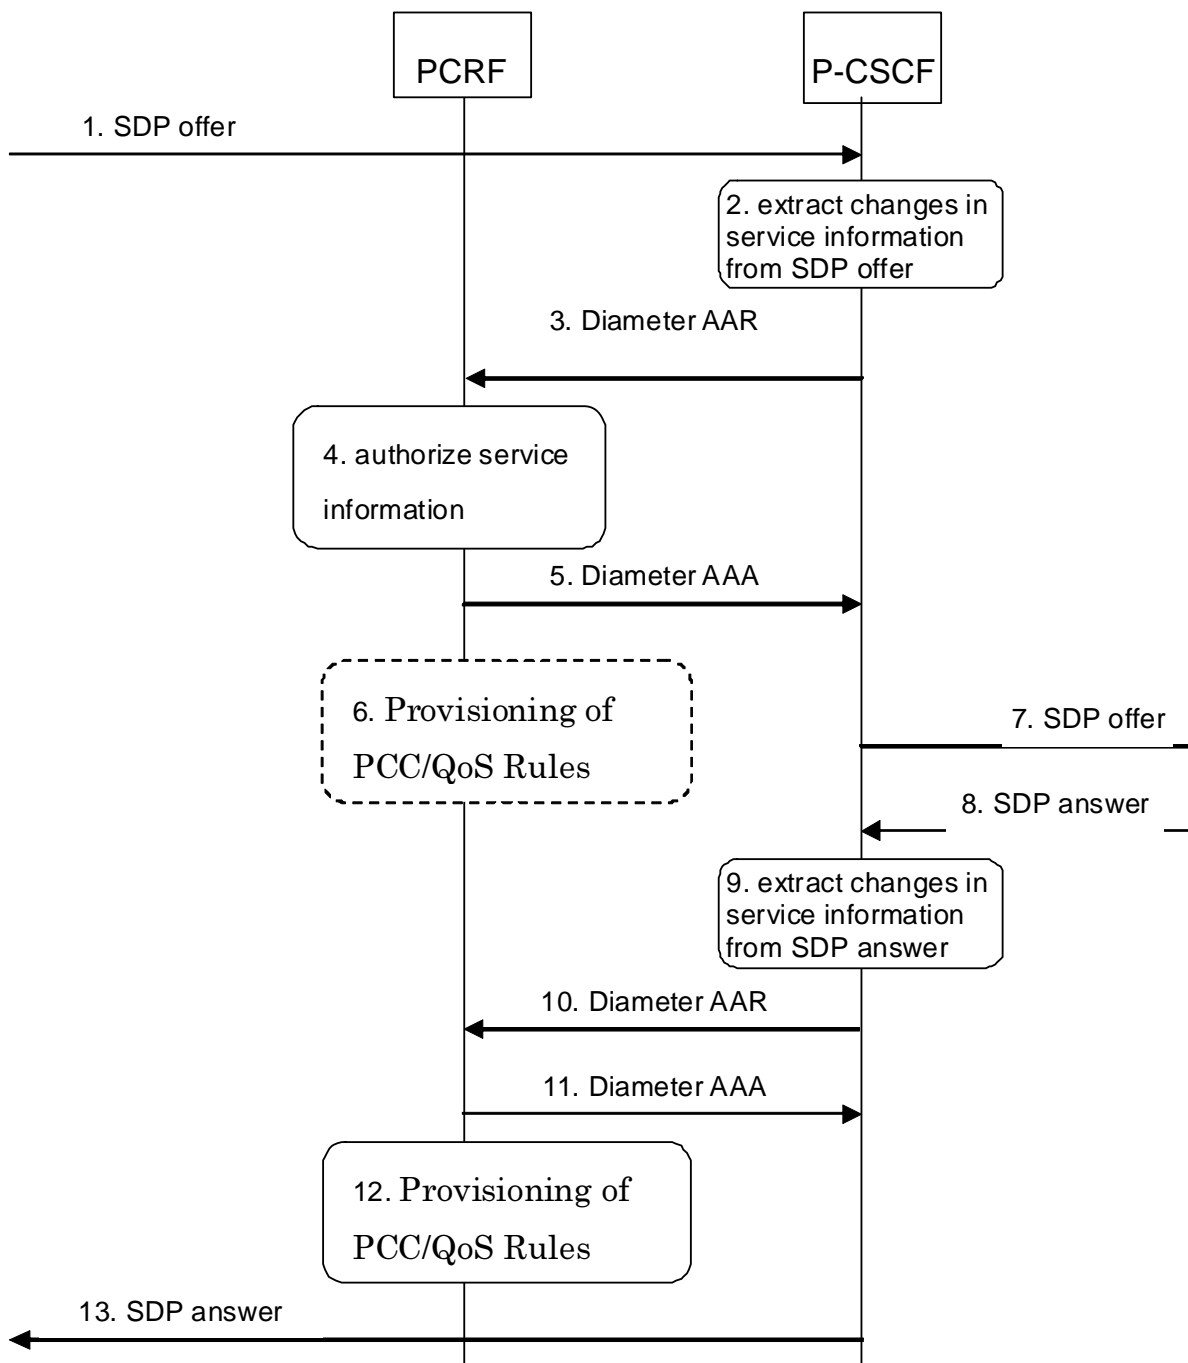 PCRF
P-CSCF
1. SDP offer
2. extract changes in
service information
from SDP offer
3. Diameter AAR
4. authorize service
information
5. Diameter AAA
6. Provisioning of
PCC/QoS Rules
7. SDP offer
8. SDP answer
9. extract changes in
service information
from SDP answer
10. Diameter AAR
11. Diameter AAA
12. Provisioning of
PCC/QoS Rules
13. SDP answer